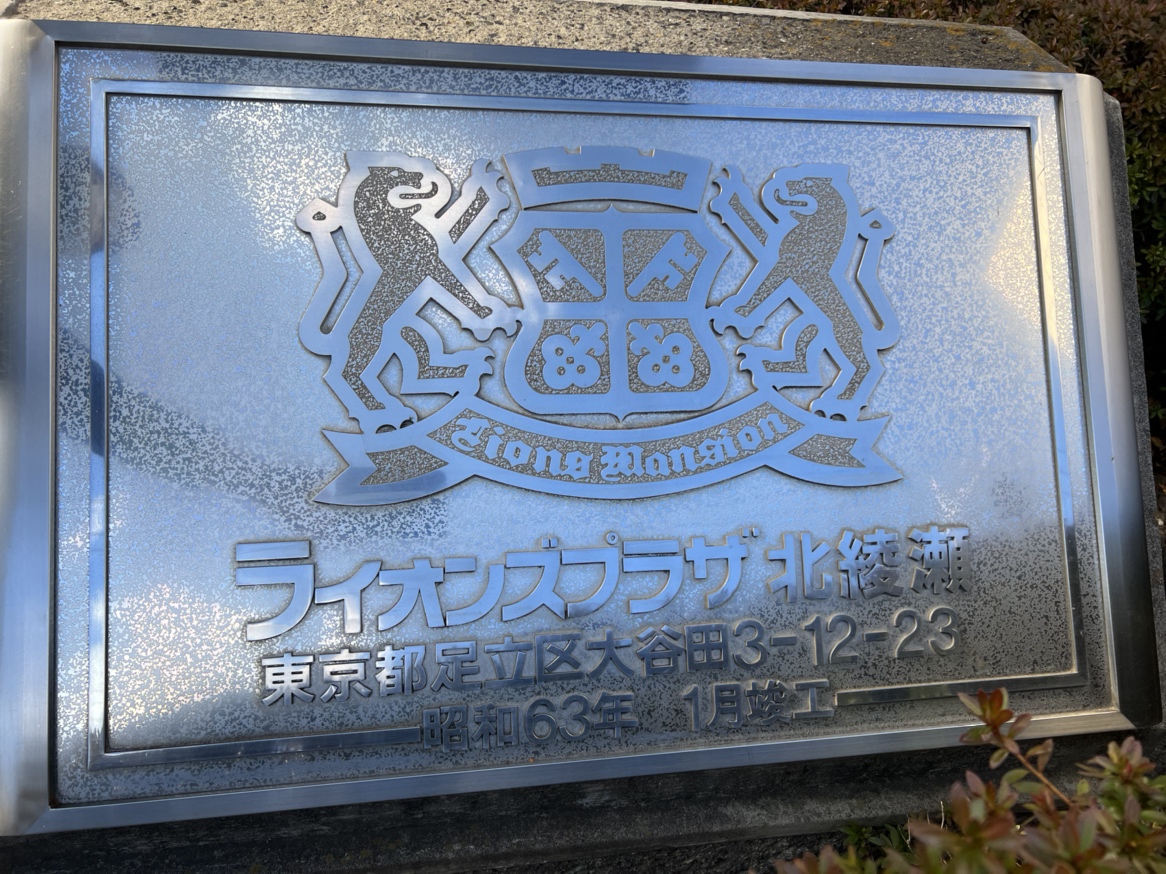 Lions Mansion
ライオンズプラザ北綾瀬
東京都足立区大谷田3-12-23
昭和63年 1月竣工